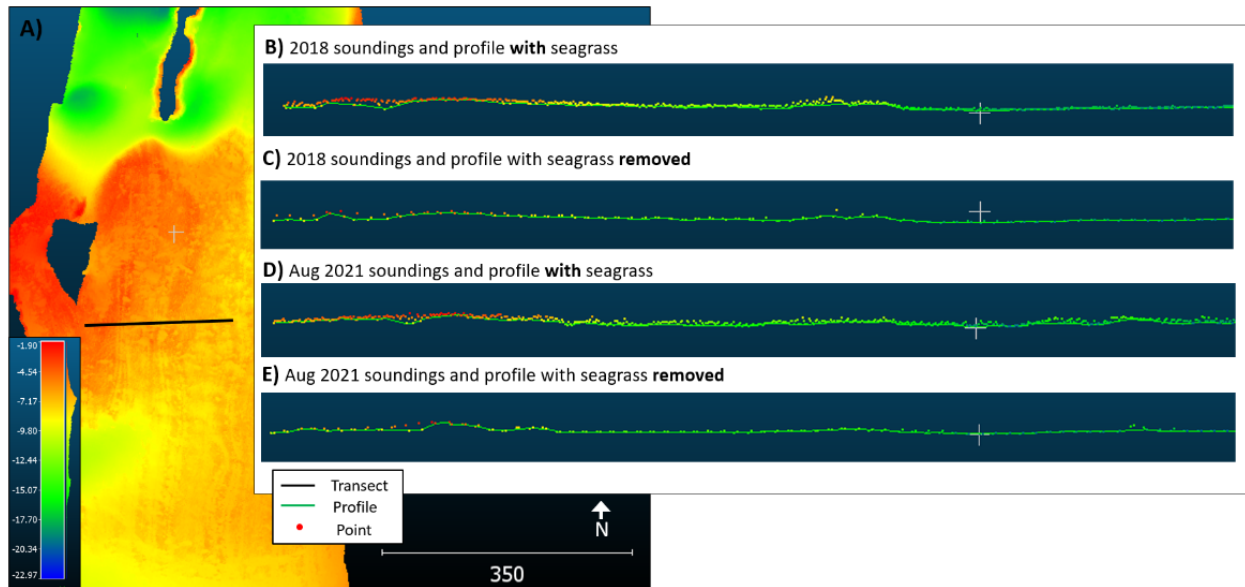 A)
B) 2018 soundings and profile with seagrass
C) 2018 soundings and profile with seagrass removed
D) Aug 2021 soundings and profile with seagrass
E) Aug 2021 soundings and profile with seagrass removed
-1.90
-4.54
-7.17
-9.80
-12.44
-15.07
-17.70
-20.34
-22.97
Transect
Profile
Point
N
350